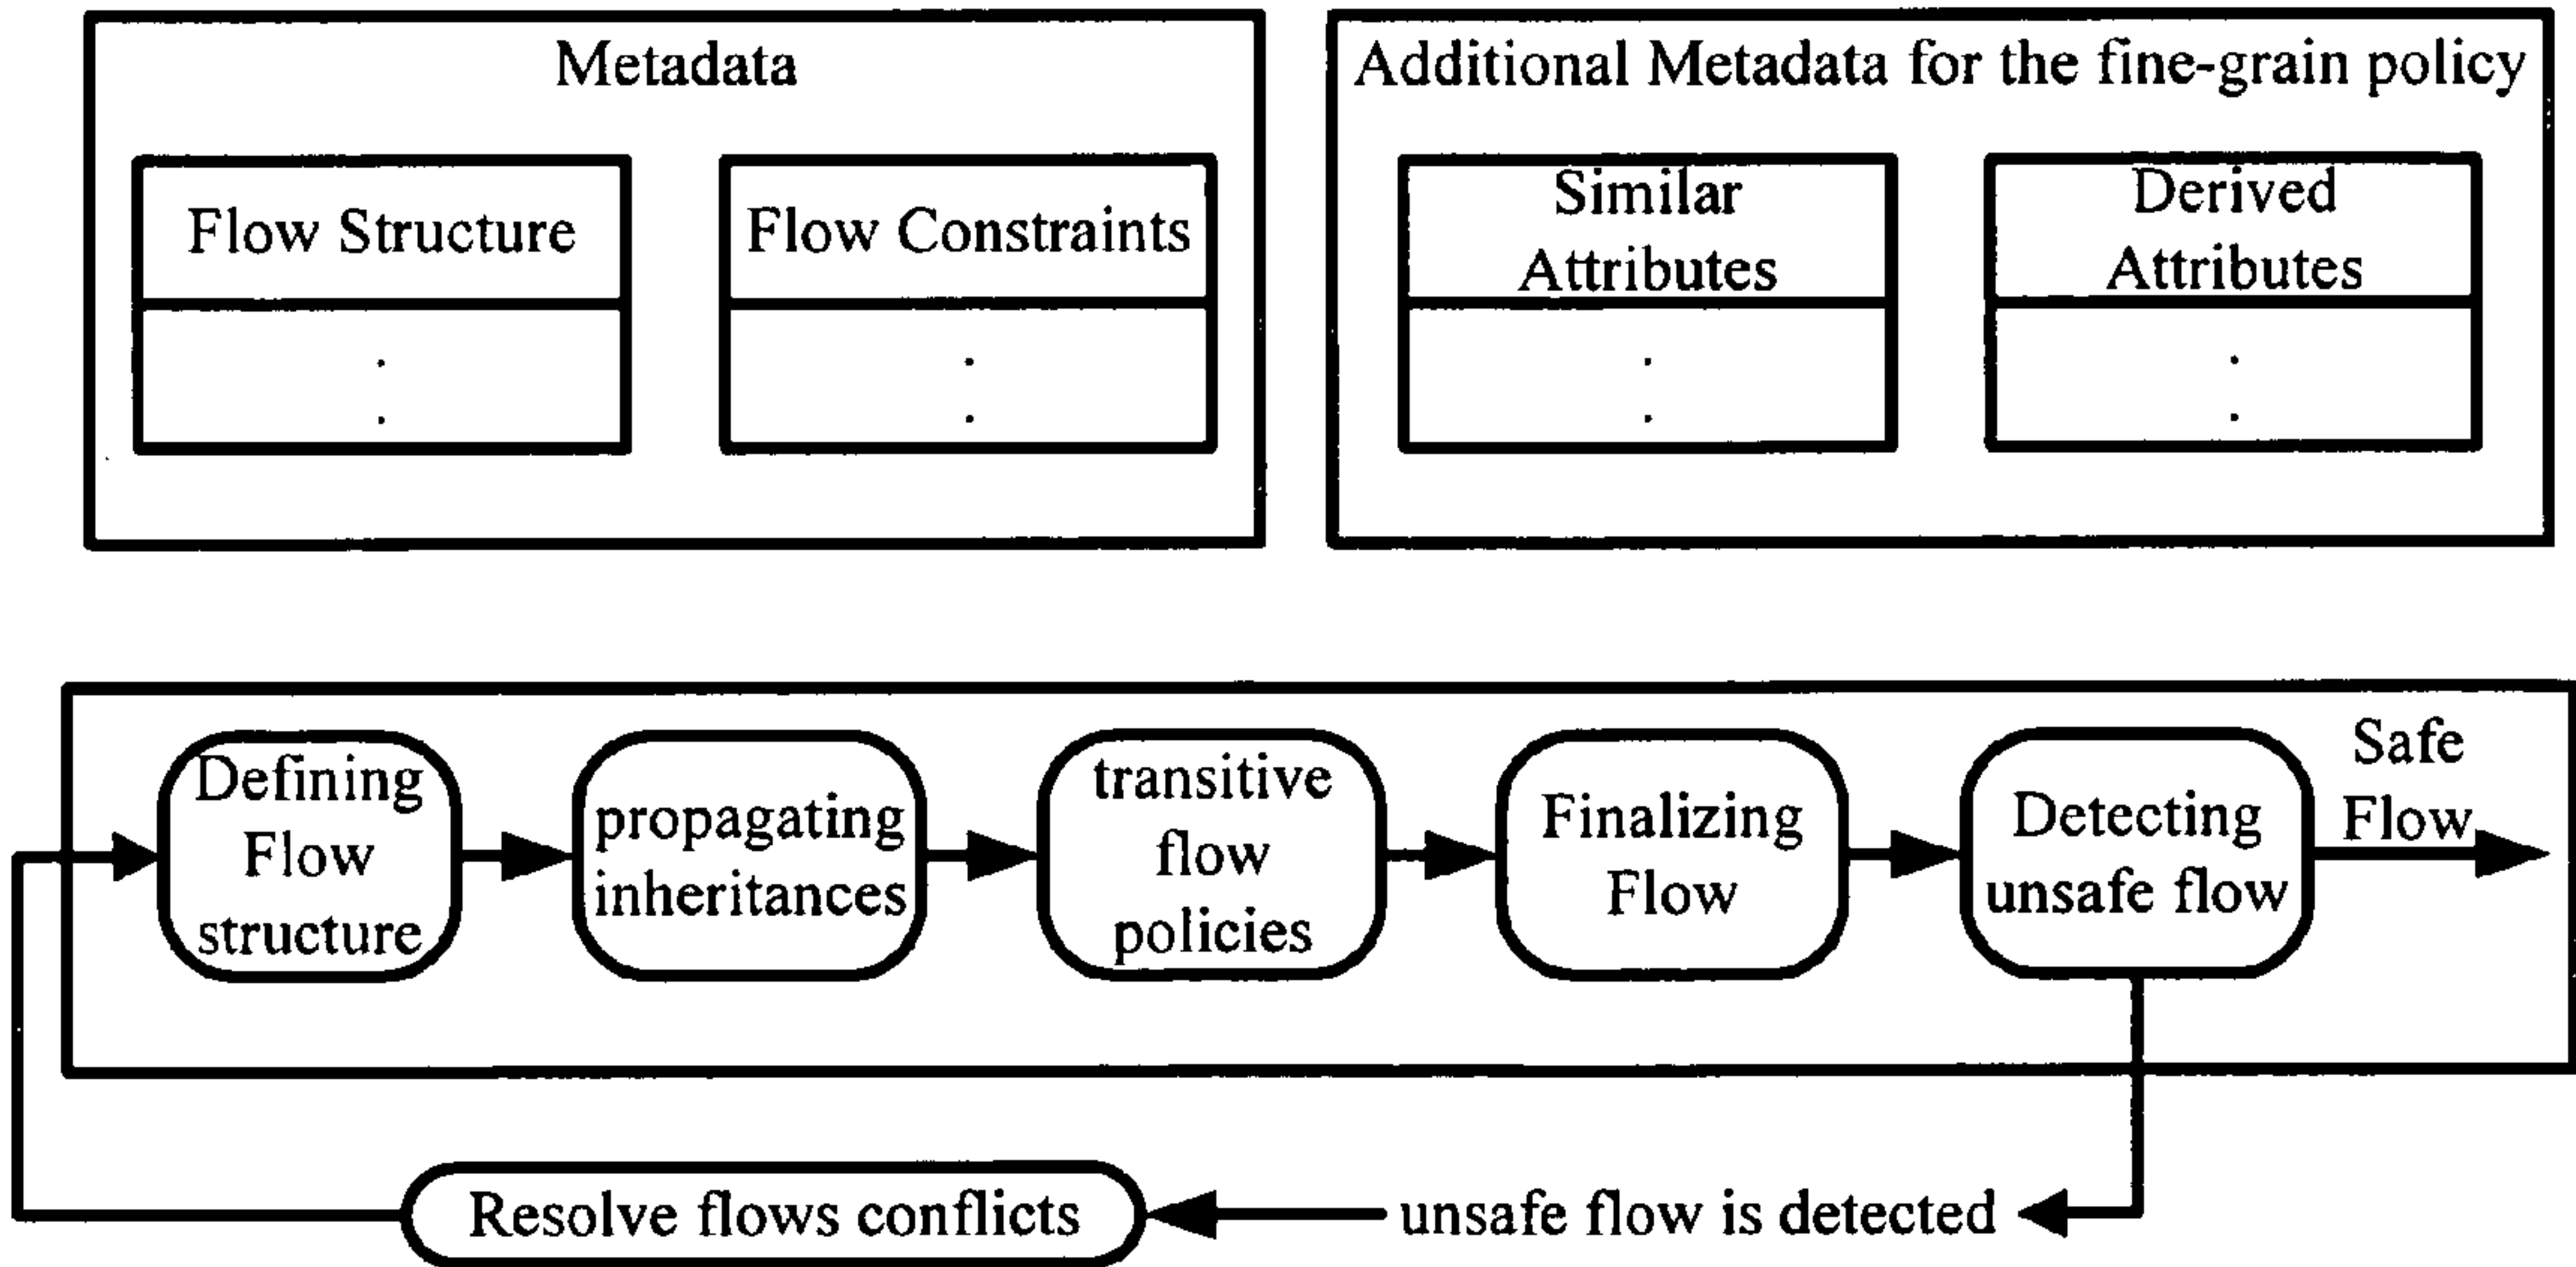 Metadata
Flow Structure
Flow Constraints
Additional Metadata for the fine-grain policy
Similar
Attributes
Derived
Attributes
Defining
Flow
structure
propagating
inheritances
transitive
flow
policies
Finalizing
Flow
Detecting
unsafe flow
Safe
Flow
unsafe flow is detected
Resolve flows conflicts